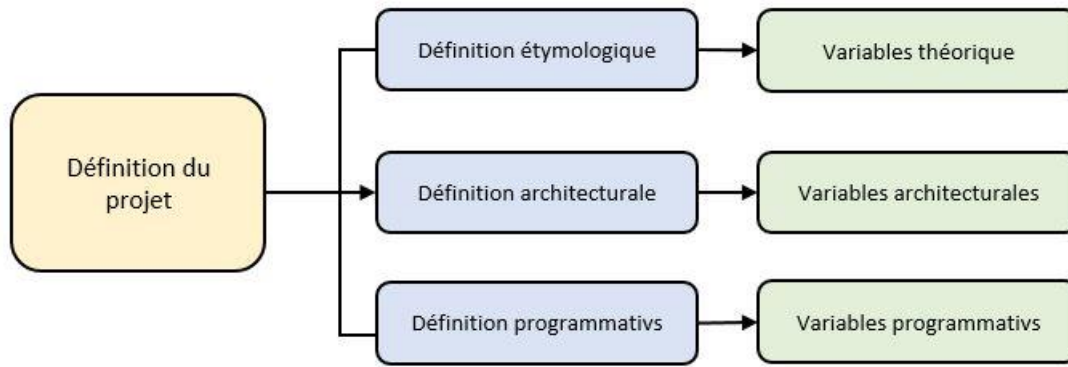 Définition étymologique
Variables théorique
Définition du
projet
Définition architecturale
Variables architecturales
Définition programmativs
Variables programmativs